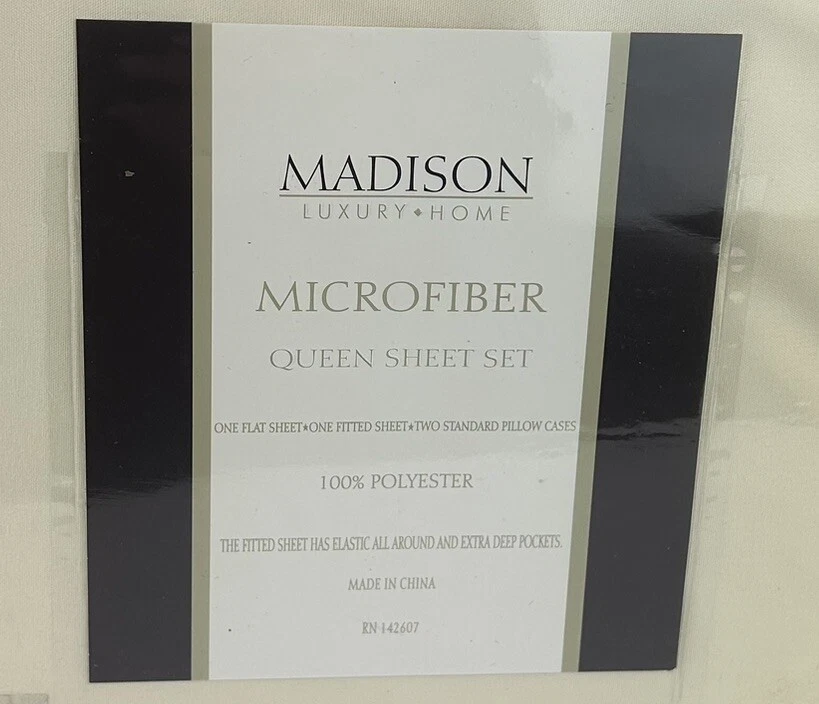 MADISON
LUXURY◆HOME
MICROFIBER
QUEEN SHEET SET
ONE FLAT SHEET★ONE FITTED SHEET★TWO STANDARD PILLOW CASES
100% POLYESTER
THE FITTED SHEET HAS ELASTIC ALL AROUND AND EXTRA DEEP POCKETS.
MADE IN CHINA
RN 142607